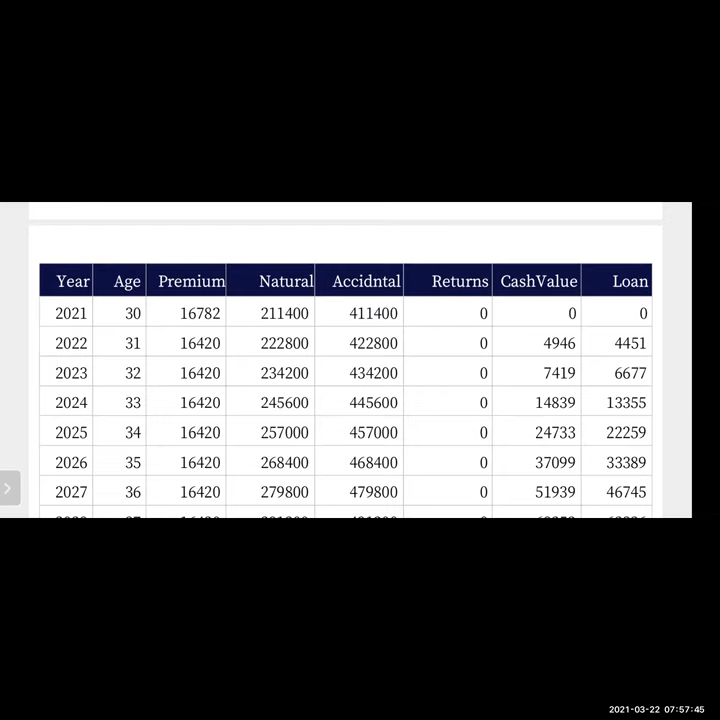 Year Age Premium Natural Accidntal Returns CashValue Loan
2021 30 16782 211400 411400 0 0 0
2022 31 16420 222800 422800 0 4946 4451
2023 32 16420 234200 434200 0 7419 6677
2024 33 16420 245600 445600 0 14839 13355
2025 34 16420 257000 457000 0 24733 22259
2026 35 16420 268400 468400 0 37099 33389
2027 36 16420 279800 479800 0 51939 46745
2021-03-22 07:57:45